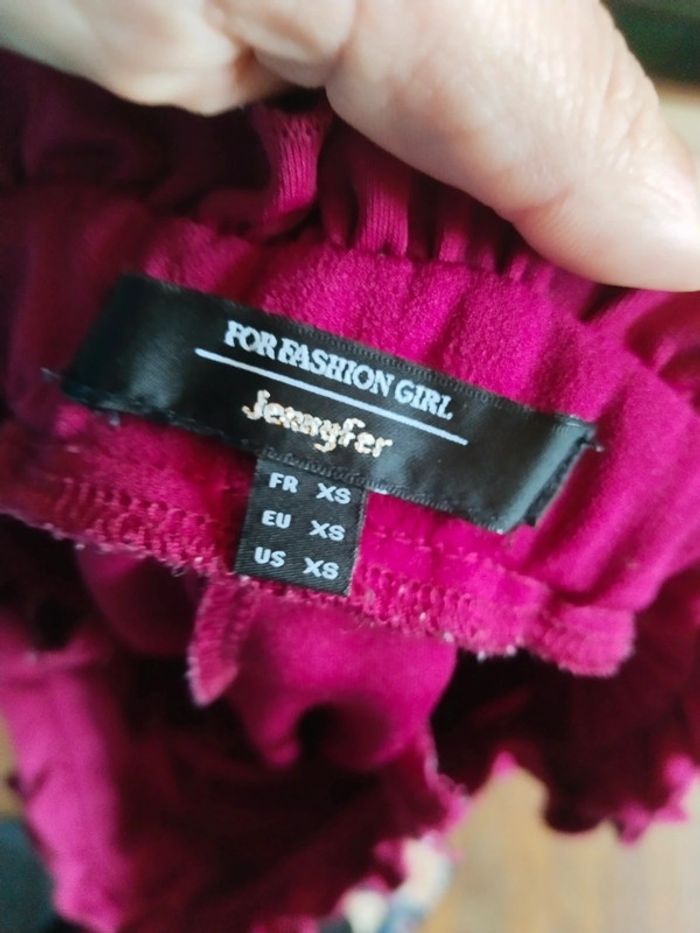 FOR FASHION GIRL
Jennyfer
FR XS
EU XS
US XS